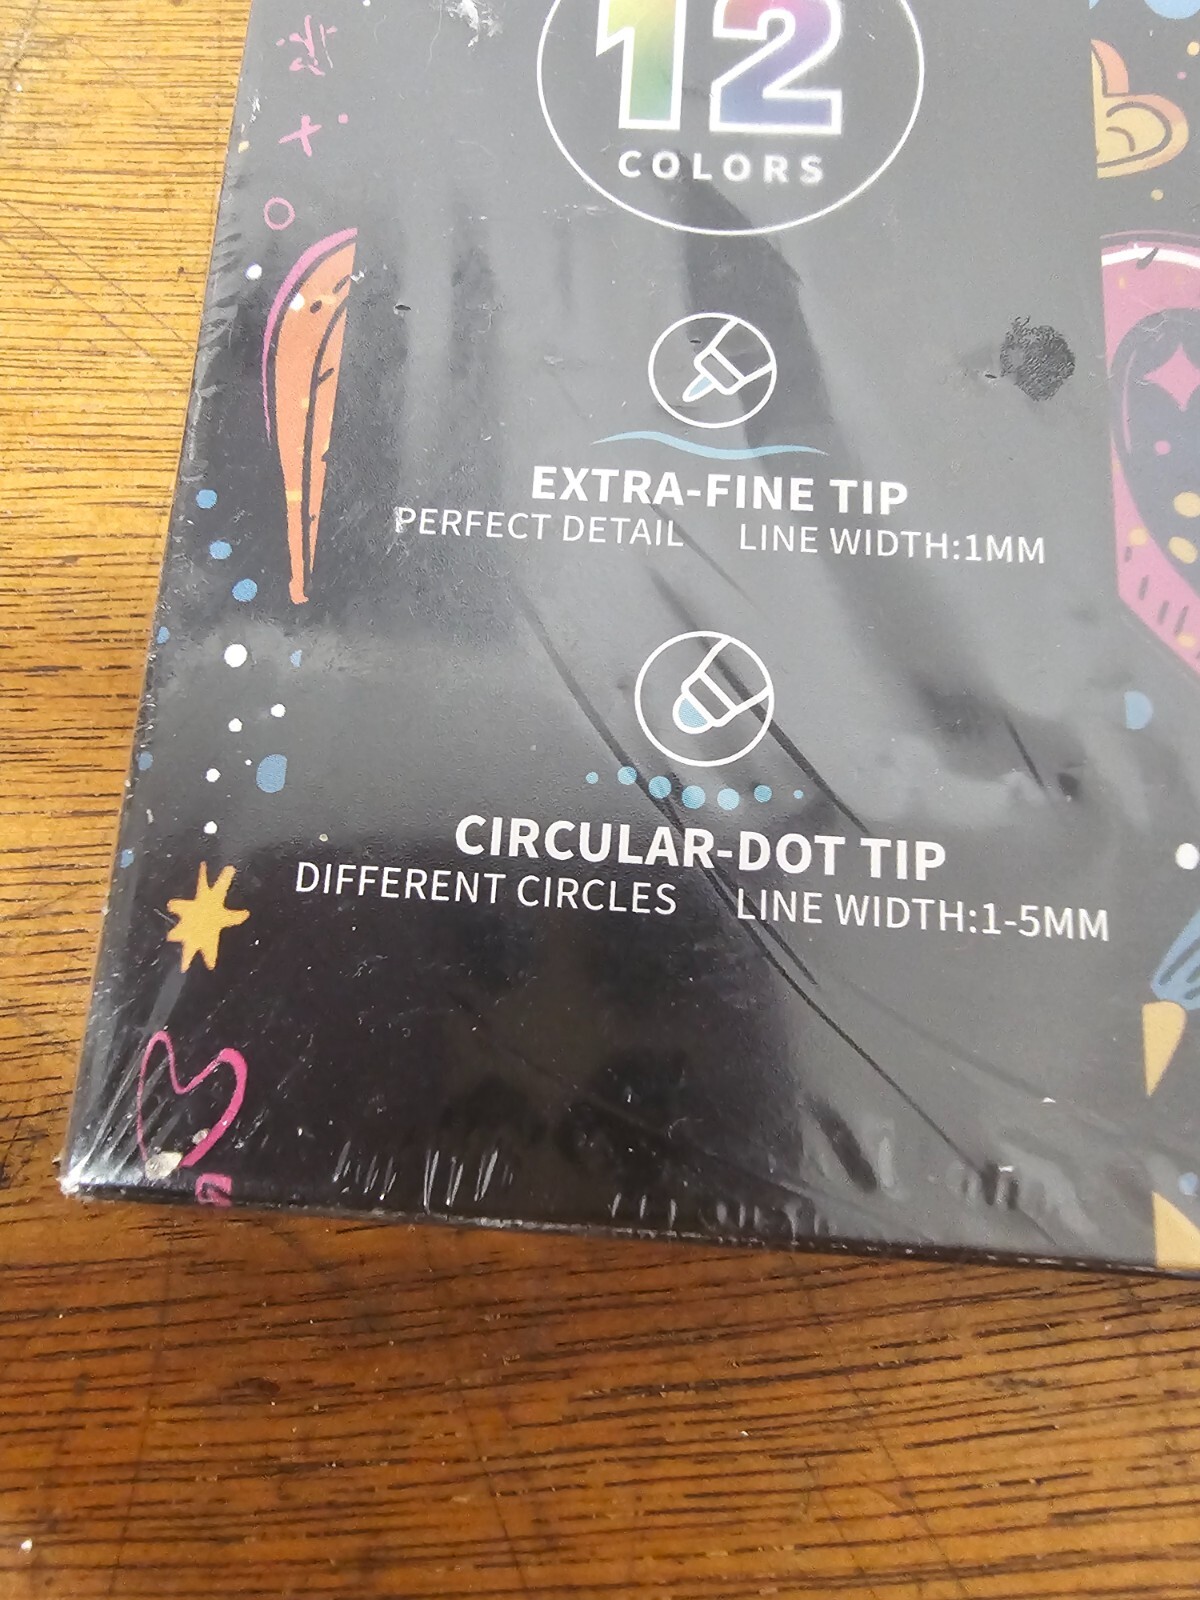 12
COLORS
EXTRA-FINE TIP
PERFECT DETAIL LINE WIDTH:1MM
CIRCULAR-DOT TIP
DIFFERENT CIRCLES LINE WIDTH:1-5MM